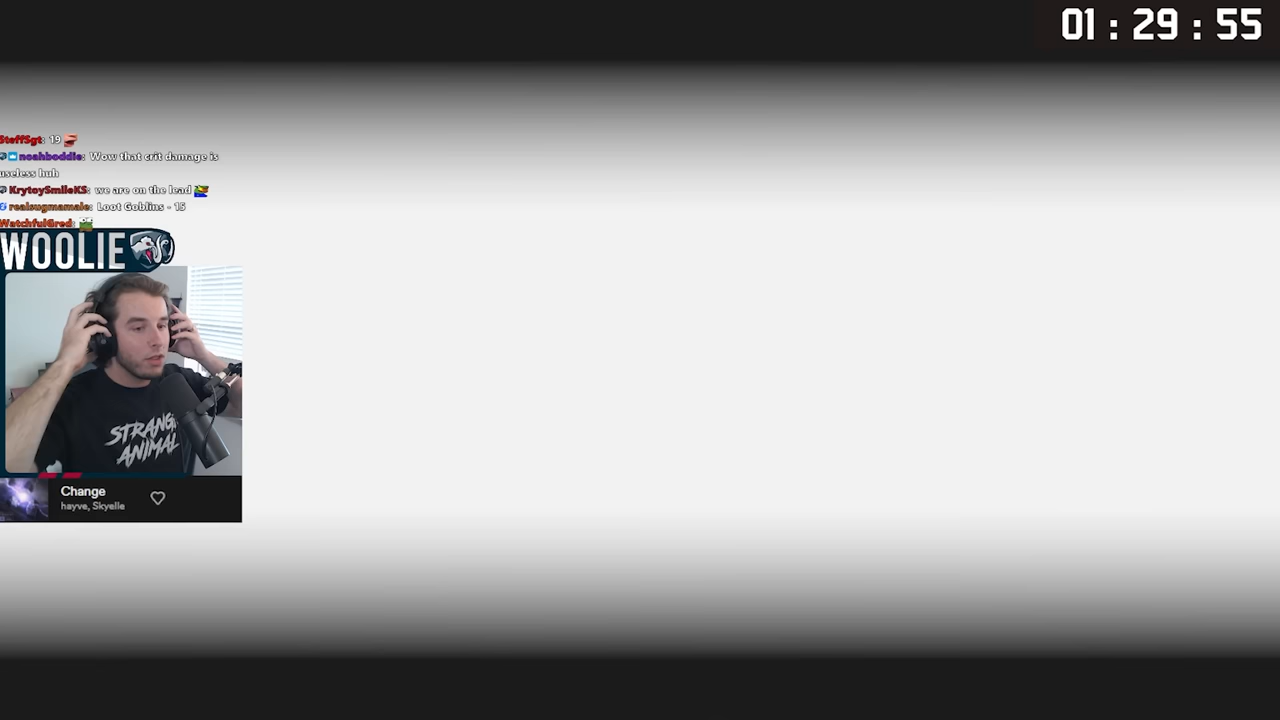 01 : 29 : 55
SteffSgt: 19
noahboddie: Wow that crit damage is
useless huh
KrytoySmileKS: we are on the lead
realsugmamale: Loot Goblins - 15
WatchfulGred:
WOOLIE
STRANGE
ANIMAL
Change
hayve, Skyelle